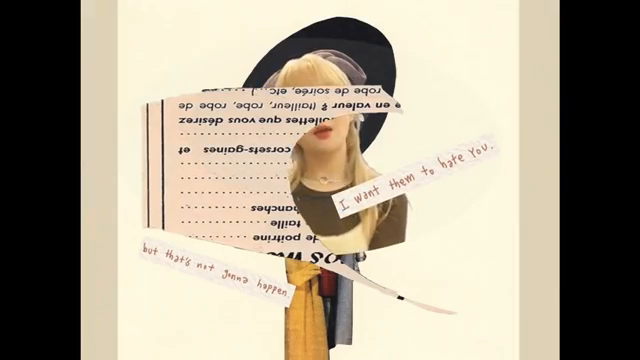 de poitrine
taille
hanches
corsets-gaines et
que vous désirez
en valeur ? (tailleur, robe, robe de
robe de soirée, etc...)
I want them to hate you.
but that's not gonna happen.